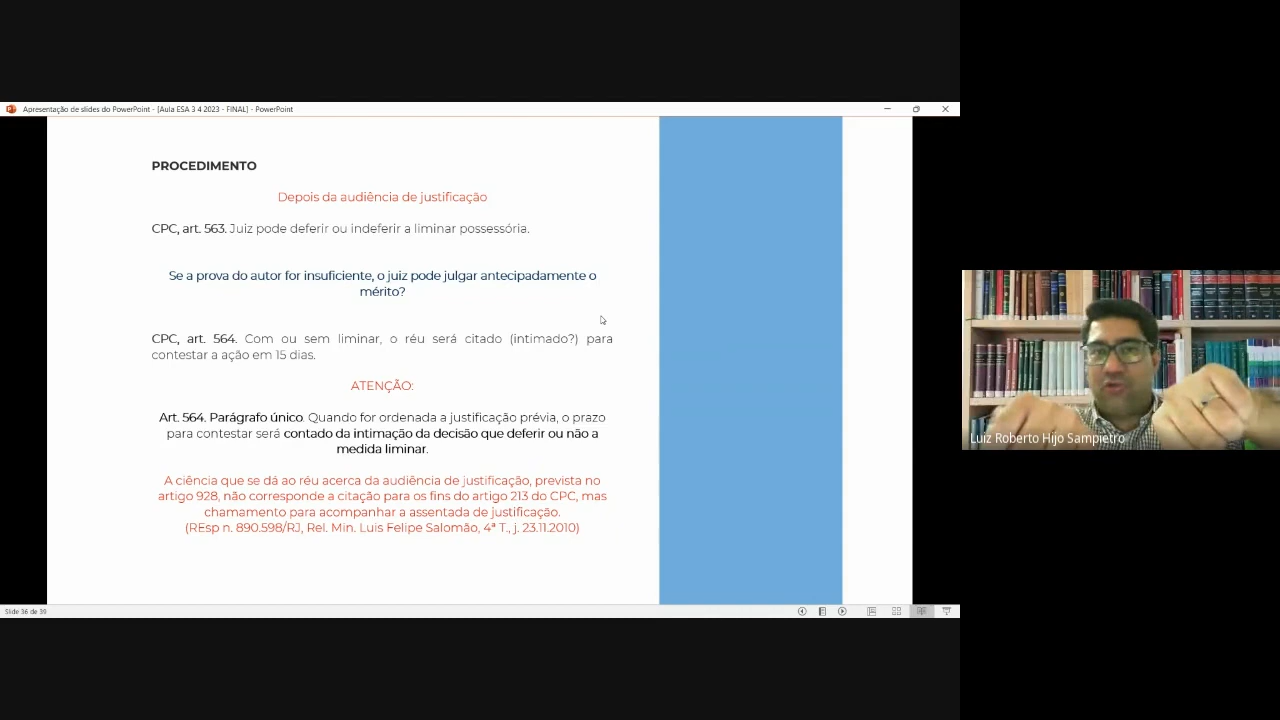 Apresentação de slides do PowerPoint - [Aula ESA 3 4 2023 - FINAL] - PowerPoint
PROCEDIMENTO
Depois da audiência de justificação
CPC, art. 563. Juiz pode deferir ou indeferir a liminar possessória.
Se a prova do autor for insuficiente, o juiz pode julgar antecipadamente o
mérito?
CPC, art. 564. Com ou sem liminar, o réu será citado (intimado?) para
contestar a ação em 15 dias.
ATENÇÃO:
Art. 564. Parágrafo único. Quando for ordenada a justificação prévia, o prazo
para contestar será contado da intimação da decisão que deferir ou não a
medida liminar.
A ciência que se dá ao réu acerca da audiência de justificação, prevista no
artigo 928, não corresponde a citação para os fins do artigo 213 do CPC, mas
chamamento para acompanhar a assentada de justificação.
(REsp n. 890.598/RJ, Rel. Min. Luis Felipe Salomão, 4ª T., j. 23.11.2010)
Luiz Roberto Hijo Sampietro
Slide 36 de 39